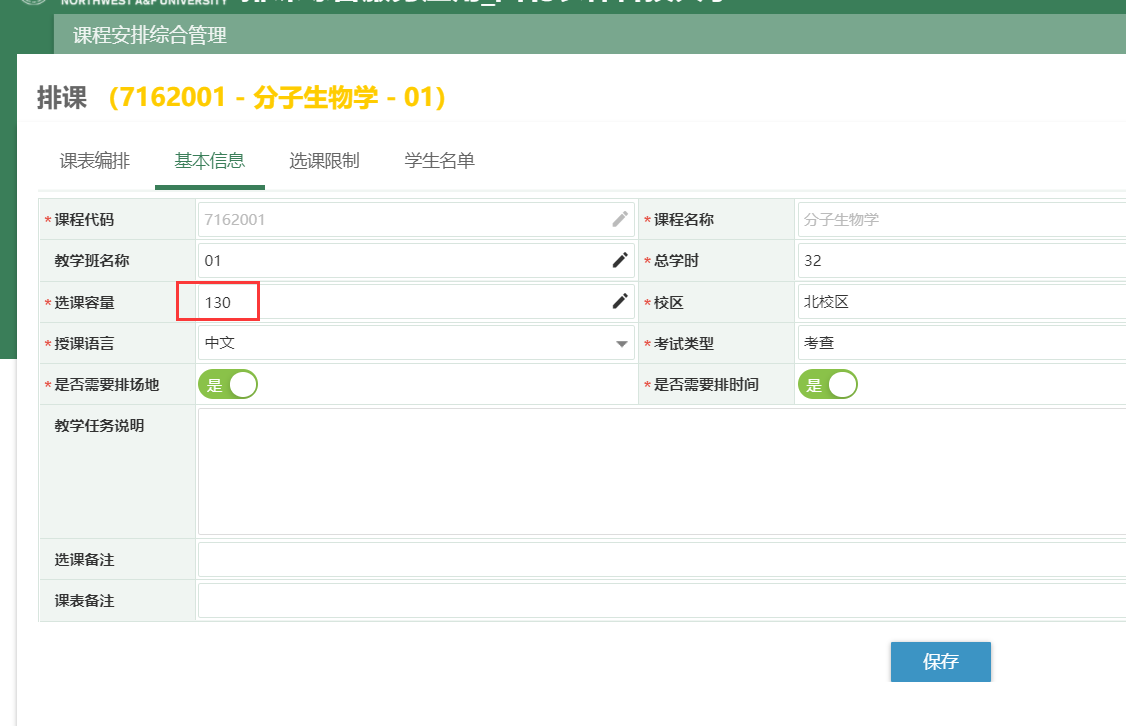 NORTHWEST A&F UNIVERSITY
课程安排综合管理
排课 (7162001 - 分子生物学 - 01)
课表编排 基本信息 选课限制 学生名单
* 课程代码 7162001 * 课程名称 分子生物学
教学班名称 01 * 总学时 32
* 选课容量 130 * 校区 北校区
* 授课语言 中文 * 考试类型 考查
* 是否需要排场地 是 * 是否需要排时间 是
教学任务说明
选课备注
课表备注
保存